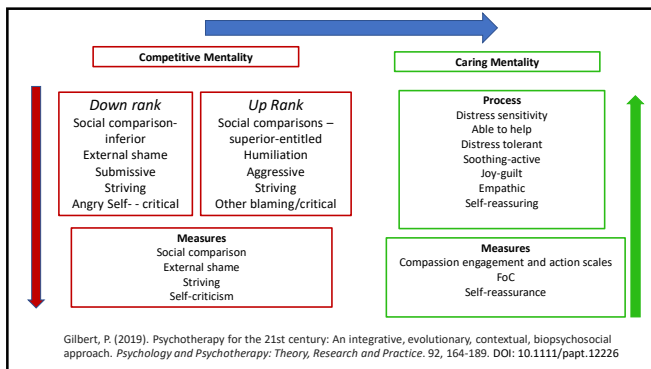 Competitive Mentality
Caring Mentality
Down rank
Social comparison-
inferior
External shame
Submissive
Striving
Angry Self- - critical
Up Rank
Social comparisons –
superior-entitled
Humiliation
Aggressive
Striving
Other blaming/critical
Process
Distress sensitivity
Able to help
Distress tolerant
Soothing-active
Joy-guilt
Empathic
Self-reassuring
Measures
Social comparison
External shame
Striving
Self-criticism
Measures
Compassion engagement and action scales
FoC
Self-reassurance
Gilbert, P. (2019). Psychotherapy for the 21st century: An integrative, evolutionary, contextual, biopsychosocial
approach. Psychology and Psychotherapy: Theory, Research and Practice. 92, 164-189. DOI: 10.1111/papt.12226